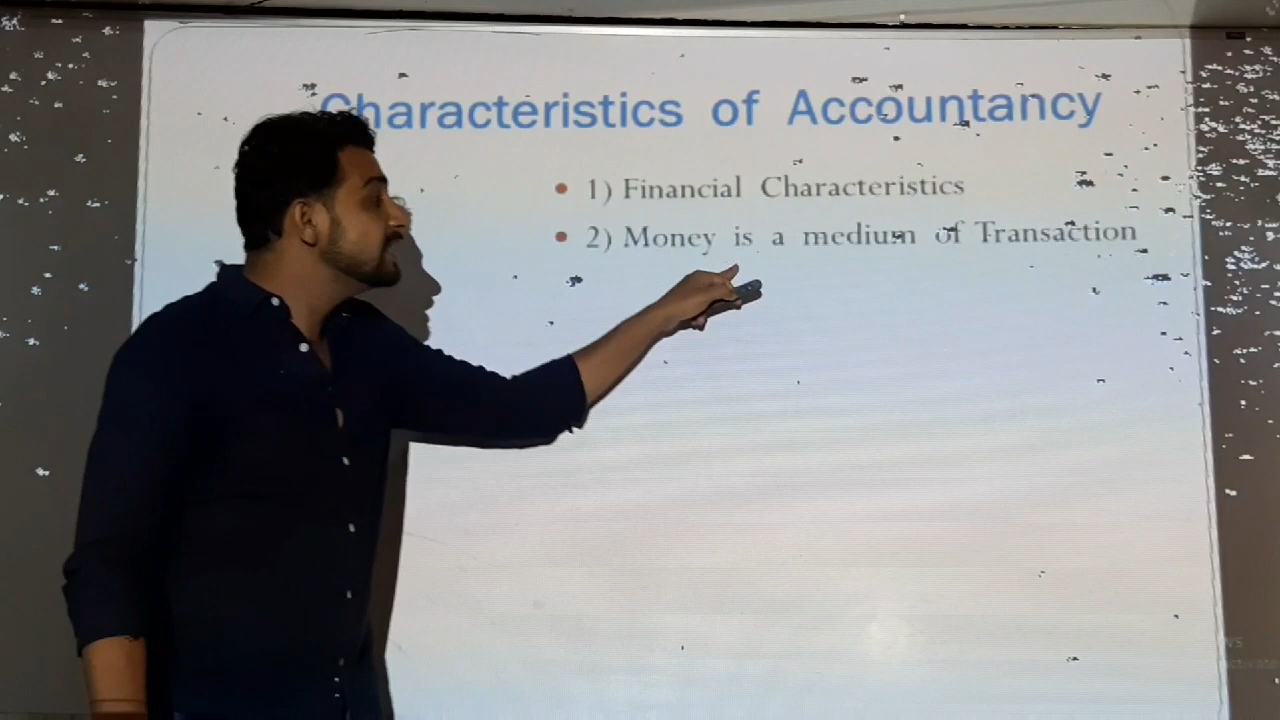 Characteristics of Accountancy
• 1) Financial Characteristics
• 2) Money is a medium of Transaction